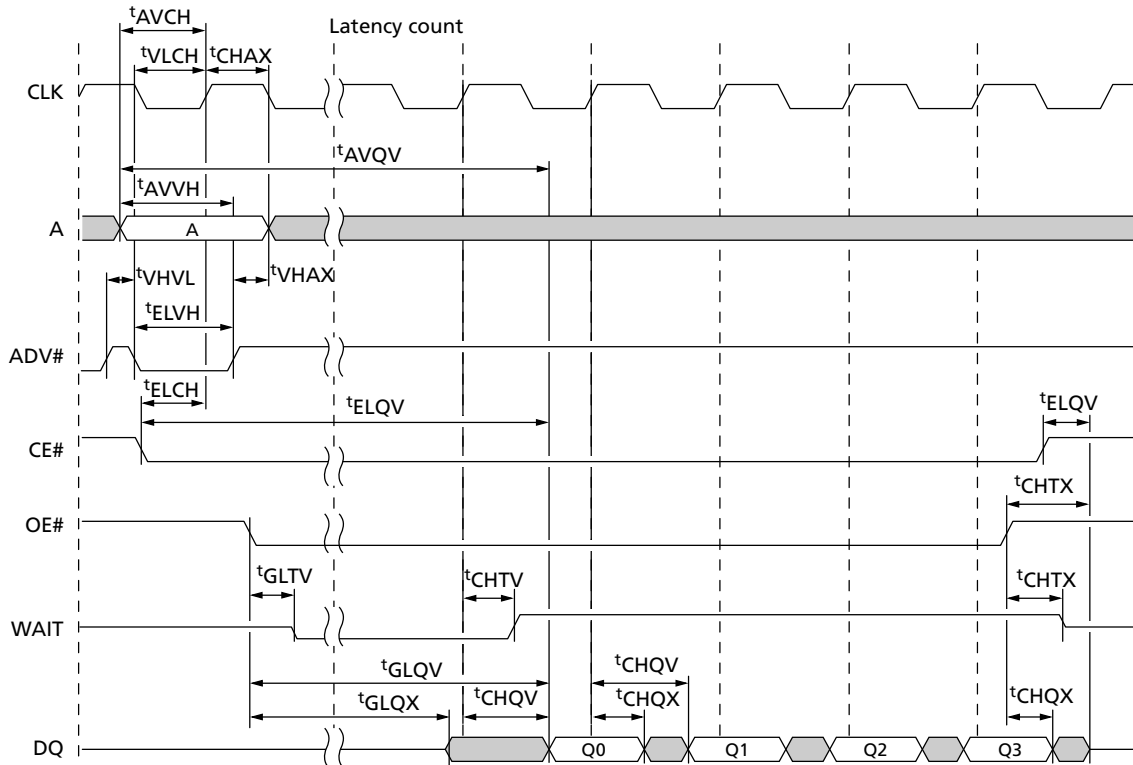 tAVCH
Latency count
tVLCH tCHAX
CLK
tAVQV
tAVVH
A A
tVHVL tVHAX
tELVH
ADV#
tELCH
tELQV tELQV
CE#
tCHTX
OE#
tGLTV tCHTV tCHTX
WAIT
tGLQV tCHQV
tGLQX tCHQV tCHQX tCHQX
DQ Q0 Q1 Q2 Q3